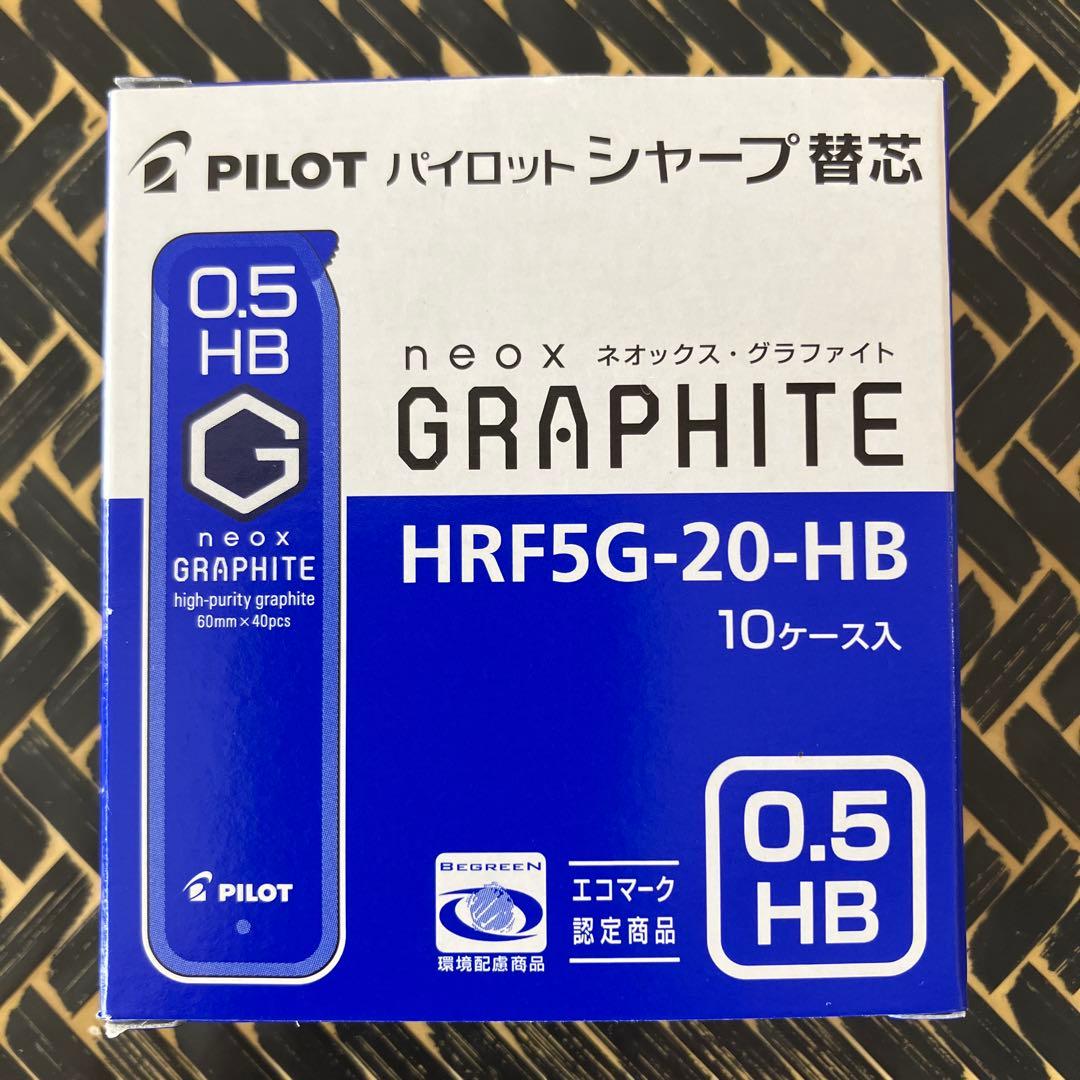 PILOT パイロット シャープ 替芯
0.5
HB
G
neox
GRAPHITE
high-purity graphite
60mm×40pcs
PILOT
neox ネオックス・グラファイト
GRAPHITE
HRF5G-20-HB
10ケース入
BEGREEN
環境配慮商品
エコマーク
認定商品
0.5
HB